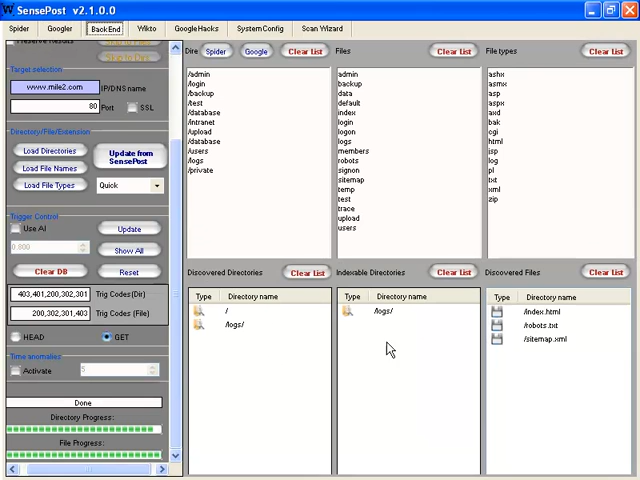 SensePost v2.1.0.0
Spider Googler BackEnd Wikto GoogleHacks SystemConfig Scan Wizard
Preserve Results
Skip to Dirs
Target selection
www.mile2.com IP/DNS name
80 Port SSL
Directory/File/Extension
Load Directories
Load File Names
Load File Types
Update from SensePost
Quick
Trigger Control
Use AI Update
0.800 Show All
Clear DB Reset
403,401,200,302,301 Trig Codes(Dir)
200,302,301,403 Trig Codes (File)
HEAD GET
Time anomalies
Activate 5
Done
Directory Progress:
File Progress:
Dire Spider Google Clear List
/admin
/login
/backup
/test
/database
/intranet
/upload
/database
/users
/logs
/private
Files Clear List
admin
backup
data
default
index
login
logon
logs
members
robots
signon
sitemap
temp
test
trace
upload
users
File types Clear List
ashx
asmx
asp
aspx
axd
bak
cgi
html
jsp
log
pl
txt
xml
zip
Discovered Directories Clear List
Type Directory name
/
/logs/
Indexable Directories Clear List
Type Directory name
/logs/
Discovered Files Clear List
Type Directory name
/index.html
/robots.txt
/sitemap.xml